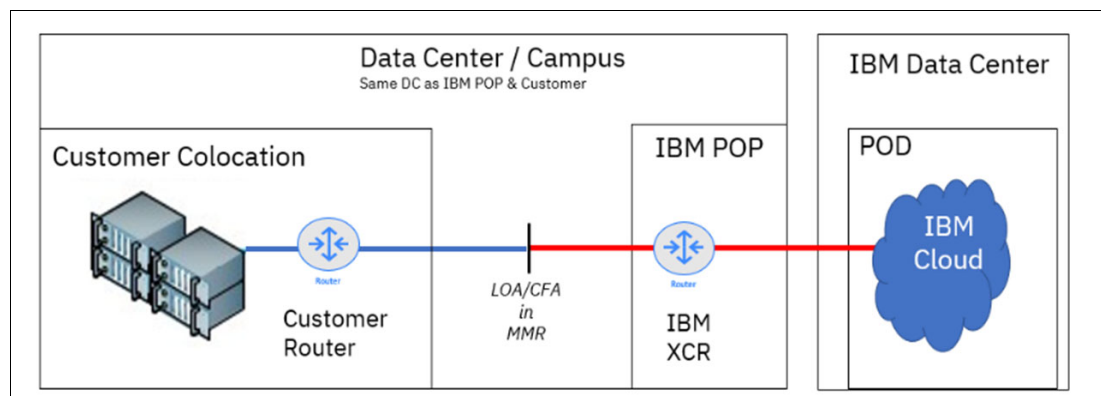 Data Center / Campus
Same DC as IBM POP & Customer
IBM Data Center
Customer Colocation
IBM POP
POD
IBM
Cloud
Router
Router
LOA/CFA
in
MMR
Customer
Router
IBM
XCR